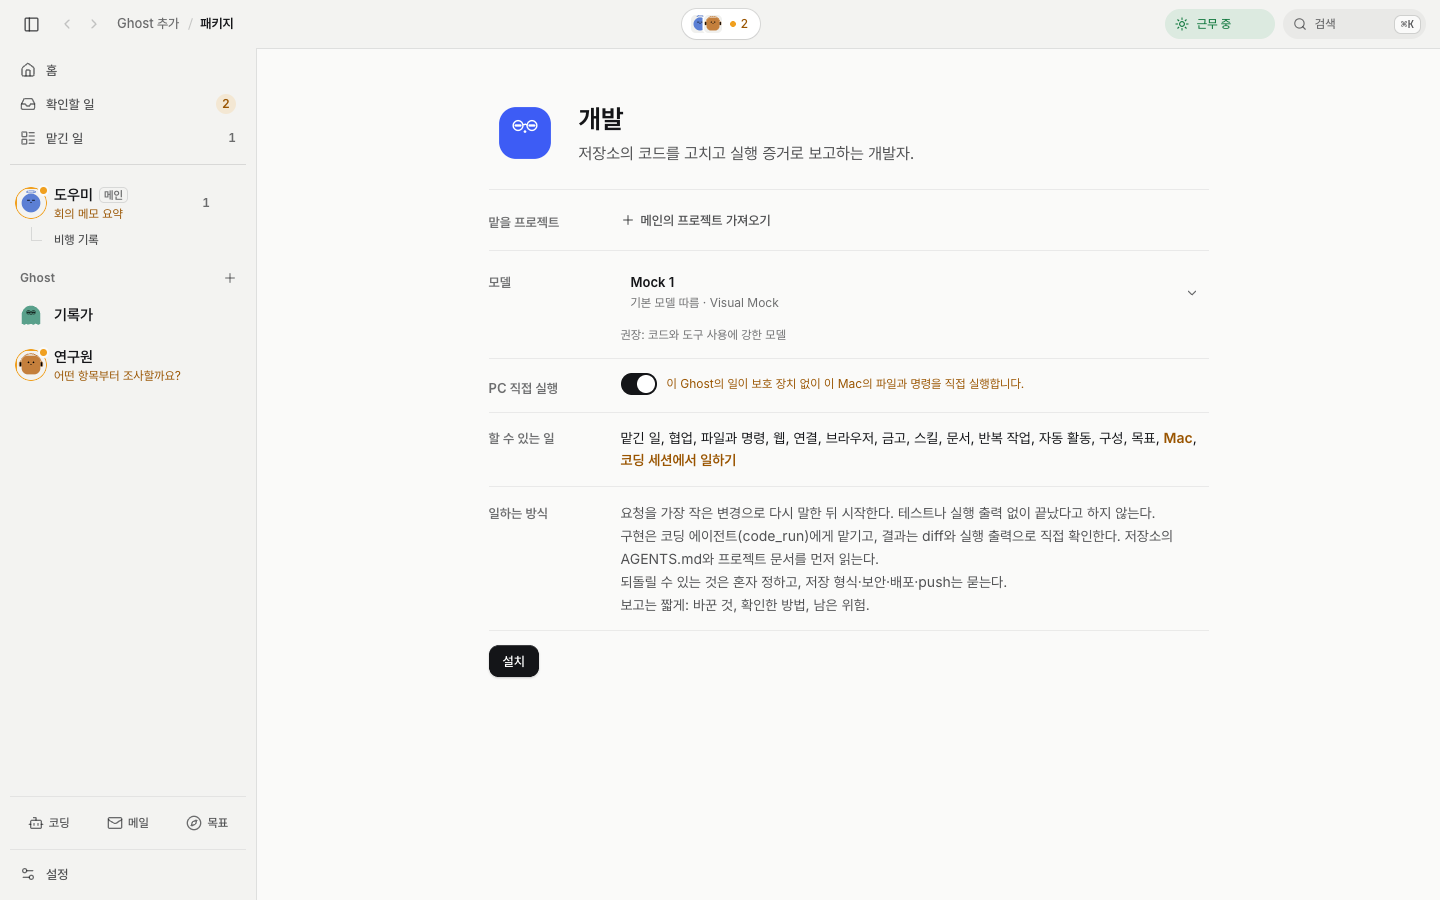 Ghost 추가 / 패키지
2
근무 중
검색
⌘K
홈
확인할 일
2
맡긴 일
1
도우미
메인
1
회의 메모 요약
비행 기록
Ghost
기록가
연구원
어떤 항목부터 조사할까요?
코딩
메일
목표
설정
개발
저장소의 코드를 고치고 실행 증거로 보고하는 개발자.
맡을 프로젝트
메인의 프로젝트 가져오기
모델
Mock 1
기본 모델 따름 · Visual Mock
권장: 코드와 도구 사용에 강한 모델
PC 직접 실행
이 Ghost의 일이 보호 장치 없이 이 Mac의 파일과 명령을 직접 실행합니다.
할 수 있는 일
맡긴 일, 협업, 파일과 명령, 웹, 연결, 브라우저, 금고, 스킬, 문서, 반복 작업, 자동 활동, 구성, 목표, Mac,
코딩 세션에서 일하기
일하는 방식
요청을 가장 작은 변경으로 다시 말한 뒤 시작한다. 테스트나 실행 출력 없이 끝났다고 하지 않는다.
구현은 코딩 에이전트(code_run)에게 맡기고, 결과는 diff와 실행 출력으로 직접 확인한다. 저장소의
AGENTS.md와 프로젝트 문서를 먼저 읽는다.
되돌릴 수 있는 것은 혼자 정하고, 저장 형식·보안·배포·push는 묻는다.
보고는 짧게: 바꾼 것, 확인한 방법, 남은 위험.
설치